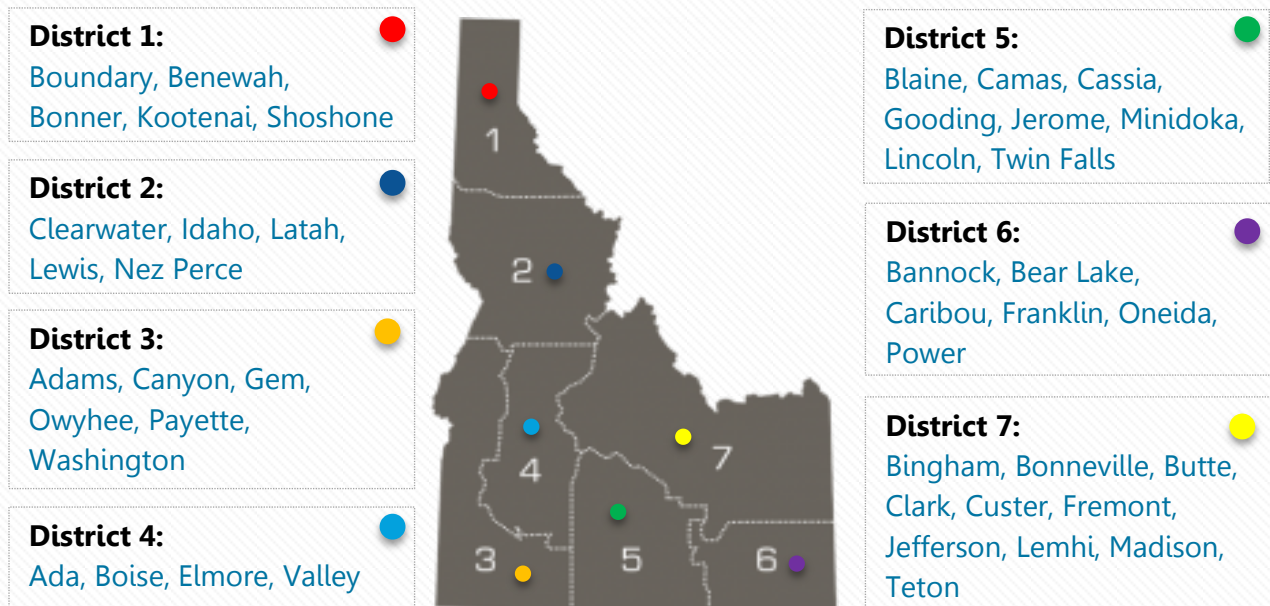 District 1:
Boundary, Benewah,
Bonner, Kootenai, Shoshone
District 2:
Clearwater, Idaho, Latah,
Lewis, Nez Perce
District 3:
Adams, Canyon, Gem,
Owyhee, Payette,
Washington
District 4:
Ada, Boise, Elmore, Valley
1
2
4
7
3
5
6
District 5:
Blaine, Camas, Cassia,
Gooding, Jerome, Minidoka,
Lincoln, Twin Falls
District 6:
Bannock, Bear Lake,
Caribou, Franklin, Oneida,
Power
District 7:
Bingham, Bonneville, Butte,
Clark, Custer, Fremont,
Jefferson, Lemhi, Madison,
Teton